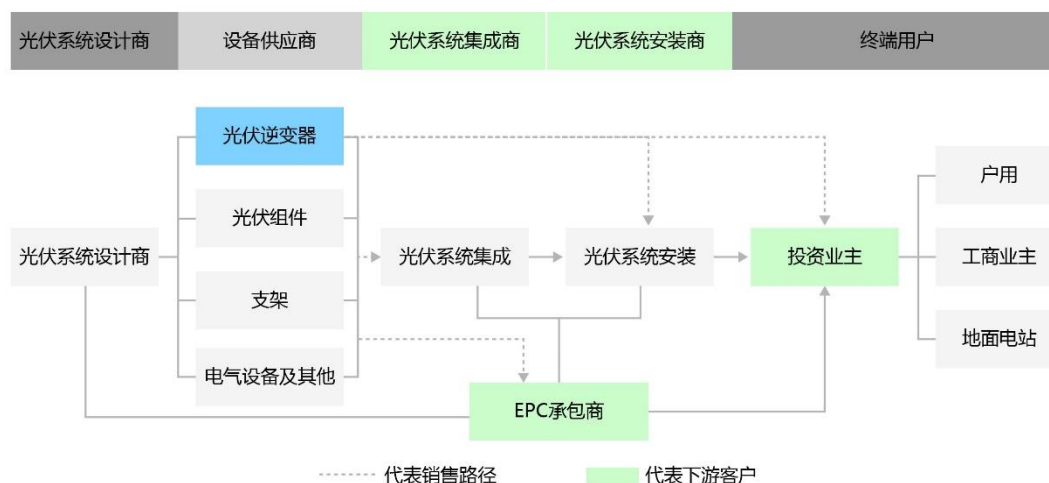 光伏系统设计商
设备供应商
光伏系统集成商
光伏系统安装商
终端用户
光伏逆变器
光伏组件
支架
电气设备及其他
光伏系统设计商
光伏系统集成
光伏系统安装
投资业主
户用
工商业主
地面电站
EPC承包商
代表销售路径
代表下游客户